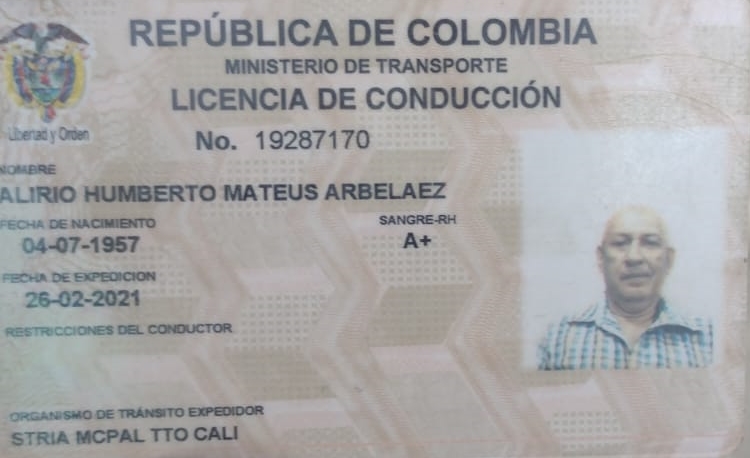 REPÚBLICA DE COLOMBIA
MINISTERIO DE TRANSPORTE
LICENCIA DE CONDUCCIÓN
Libertad y Orden
No. 19287170
NOMBRE
ALIRIO HUMBERTO MATEUS ARBELAEZ
FECHA DE NACIMIENTO SANGRE-RH
04-07-1957 A+
FECHA DE EXPEDICION
26-02-2021
RESTRICCIONES DEL CONDUCTOR
ORGANISMO DE TRÁNSITO EXPEDIDOR
STRIA MCPAL TTO CALI